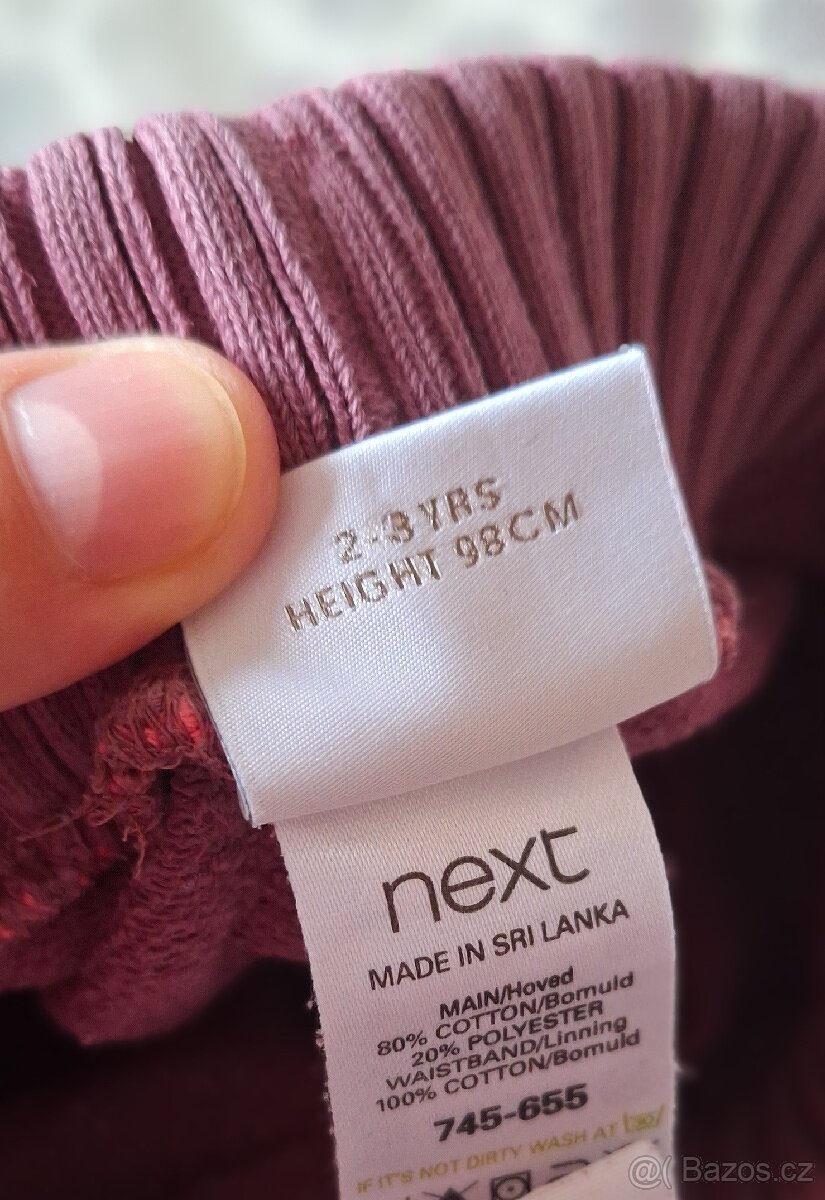 2-3 YRS
HEIGHT 98CM
next
MADE IN SRI LANKA
MAIN/Hoved
80% COTTON/Bomuld
20% POLYESTER
WAISTBAND/Linning
100% COTTON/Bomuld
745-655
IF IT'S NOT DIRTY WASH AT 30
@( Bazos.cz